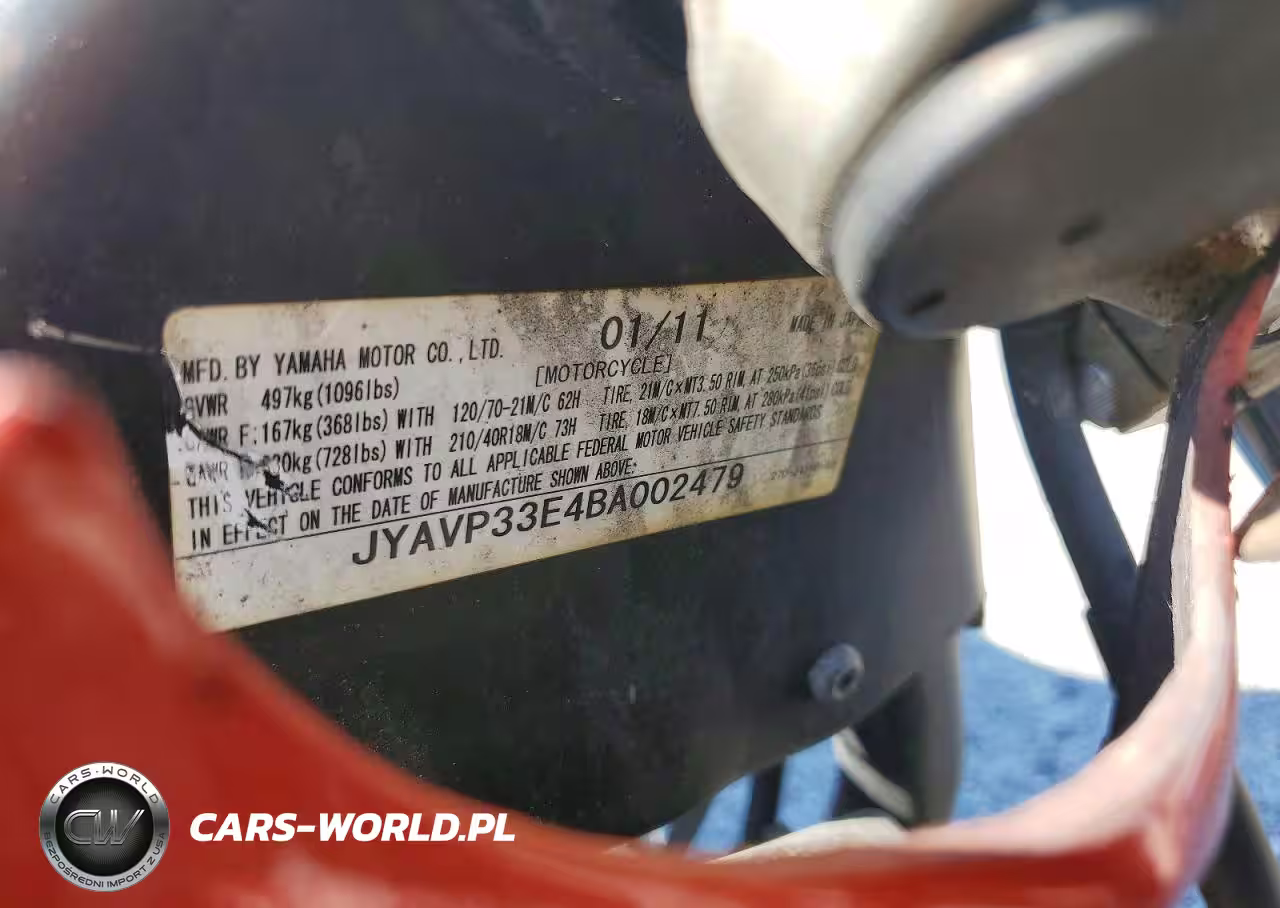 MFD. BY YAMAHA MOTOR CO., LTD. 01/11 MADE IN
[MOTORCYCLE]
GVWR 497kg(1096lbs)
F:167kg(368lbs) WITH 120/70-21M/C 62H TIRE, 21M/C×MT3.50 RIM, AT 250kPa(36psi) COLD
GAWR (728lbs) WITH 210/40R18M/C 73H TIRE, 18M/C×MT7.50 RIM, AT 280kPa(41psi) COLD
THIS VEHICLE CONFORMS TO ALL APPLICABLE FEDERAL MOTOR VEHICLE SAFETY STANDARDS
IN EFFECT ON THE DATE OF MANUFACTURE SHOWN ABOVE:
JYAVP33E4BA002479
CARS-WORLD
CW
BEZPOŚREDNI IMPORT Z USA
CARS-WORLD.PL